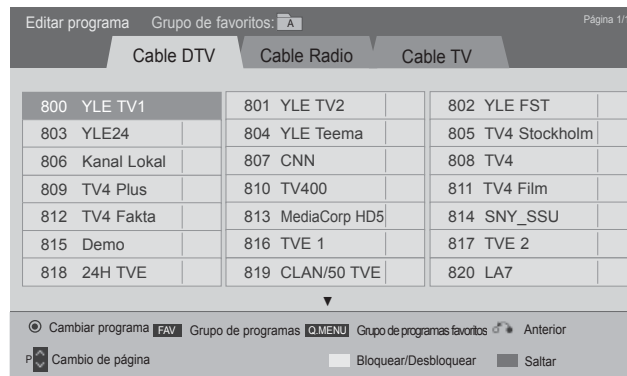 Editar programa Grupo de favoritos: A Página 1/1
Cable DTV Cable Radio Cable TV
800 YLE TV1 801 YLE TV2 802 YLE FST
803 YLE24 804 YLE Teema 805 TV4 Stockholm
806 Kanal Lokal 807 CNN 808 TV4
809 TV4 Plus 810 TV400 811 TV4 Film
812 TV4 Fakta 813 MediaCorp HD5 814 SNY_SSU
815 Demo 816 TVE 1 817 TVE 2
818 24H TVE 819 CLAN/50 TVE 820 LA7
Cambiar programa FAV Grupo de programas Q.MENU Grupo de programas favoritos Anterior
P Cambio de página Bloquear/Desbloquear Saltar